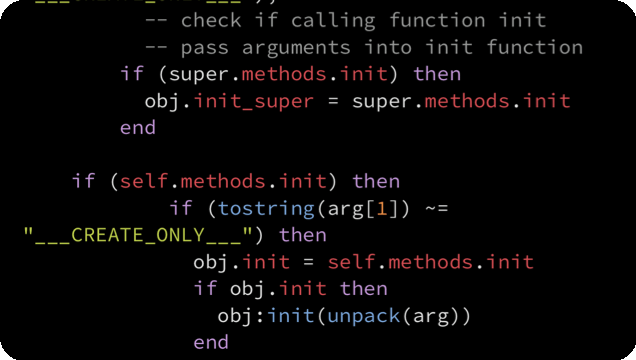 "___CREATE_ONLY___"),
-- check if calling function init
-- pass arguments into init function
if (super.methods.init) then
obj.init_super = super.methods.init
end
if (self.methods.init) then
if (tostring(arg[1]) ~=
"___CREATE_ONLY___") then
obj.init = self.methods.init
if obj.init then
obj:init(unpack(arg))
end